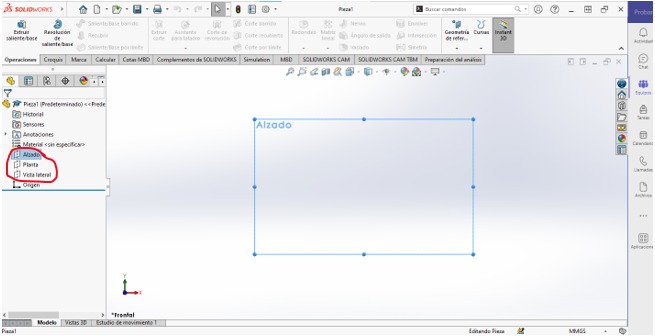 SOLIDWORKS
Pieza1
Buscar comandos
Extruir saliente/base
Revolución de saliente/base
Saliente/Base barrido
Recubrir
Saliente/Base por límite
Extruir corte
Asistente para taladro
Corte de revolución
Corte barrido
Corte recubierto
Corte por límite
Redondeo
Matriz lineal
Nervio
Ángulo de salida
Vaciado
Envolver
Intersección
Simetría
Geometría de refer...
Curvas
Instant 3D
Operaciones Croquis Marca Calcular Cotas MBD Complementos de SOLIDWORKS Simulation MBD SOLIDWORKS CAM SOLIDWORKS CAM TBM Preparación del análisis
Pieza1 (Predeterminado) <<Prede
Historial
Sensores
Anotaciones
Material <sin especificar>
Alzado
Planta
Vista lateral
Origen
Alzado
Y
X
*Frontal
Modelo Vistas 3D Estudio de movimiento 1
Pieza1
Editando Pieza
MMGS
Chat
Equipos
Tareas
Calendario
Llamadas
Archivos